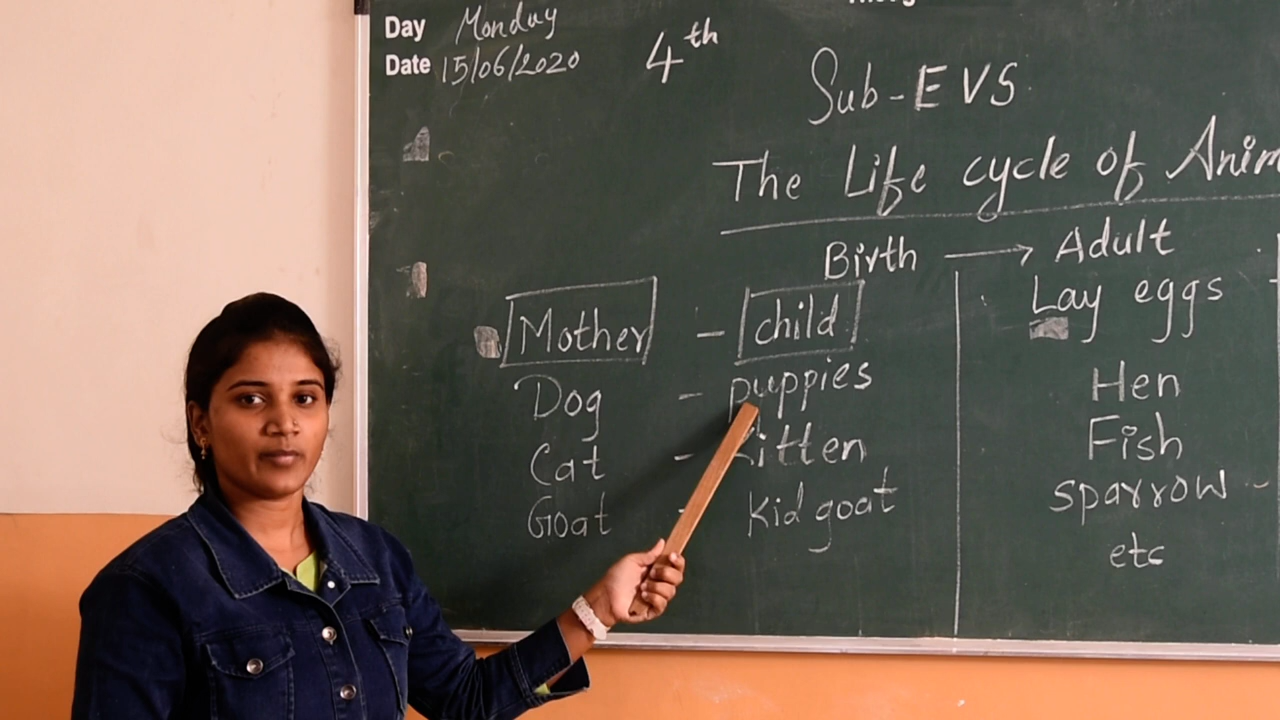 Day Monday
Date 15/06/2020
4th
Sub-EVS
The Life cycle of Anim
Birth → Adult
Mother - child
Dog - puppies
Cat - Kitten
Goat - Kid goat
Lay eggs
Hen
Fish
sparrow -
etc